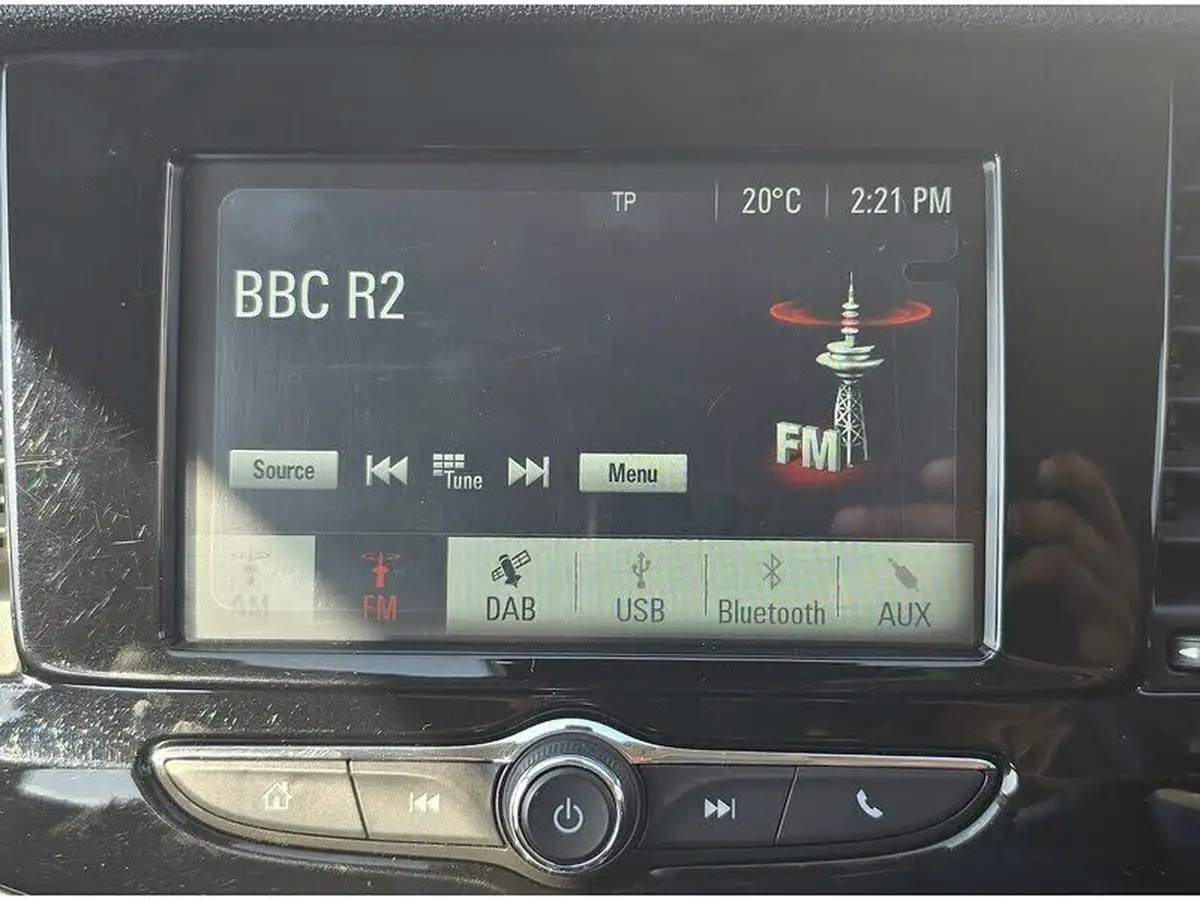 TP 20°C 2:21 PM
BBC R2
FM
Source Tune Menu
AM FM DAB USB Bluetooth AUX